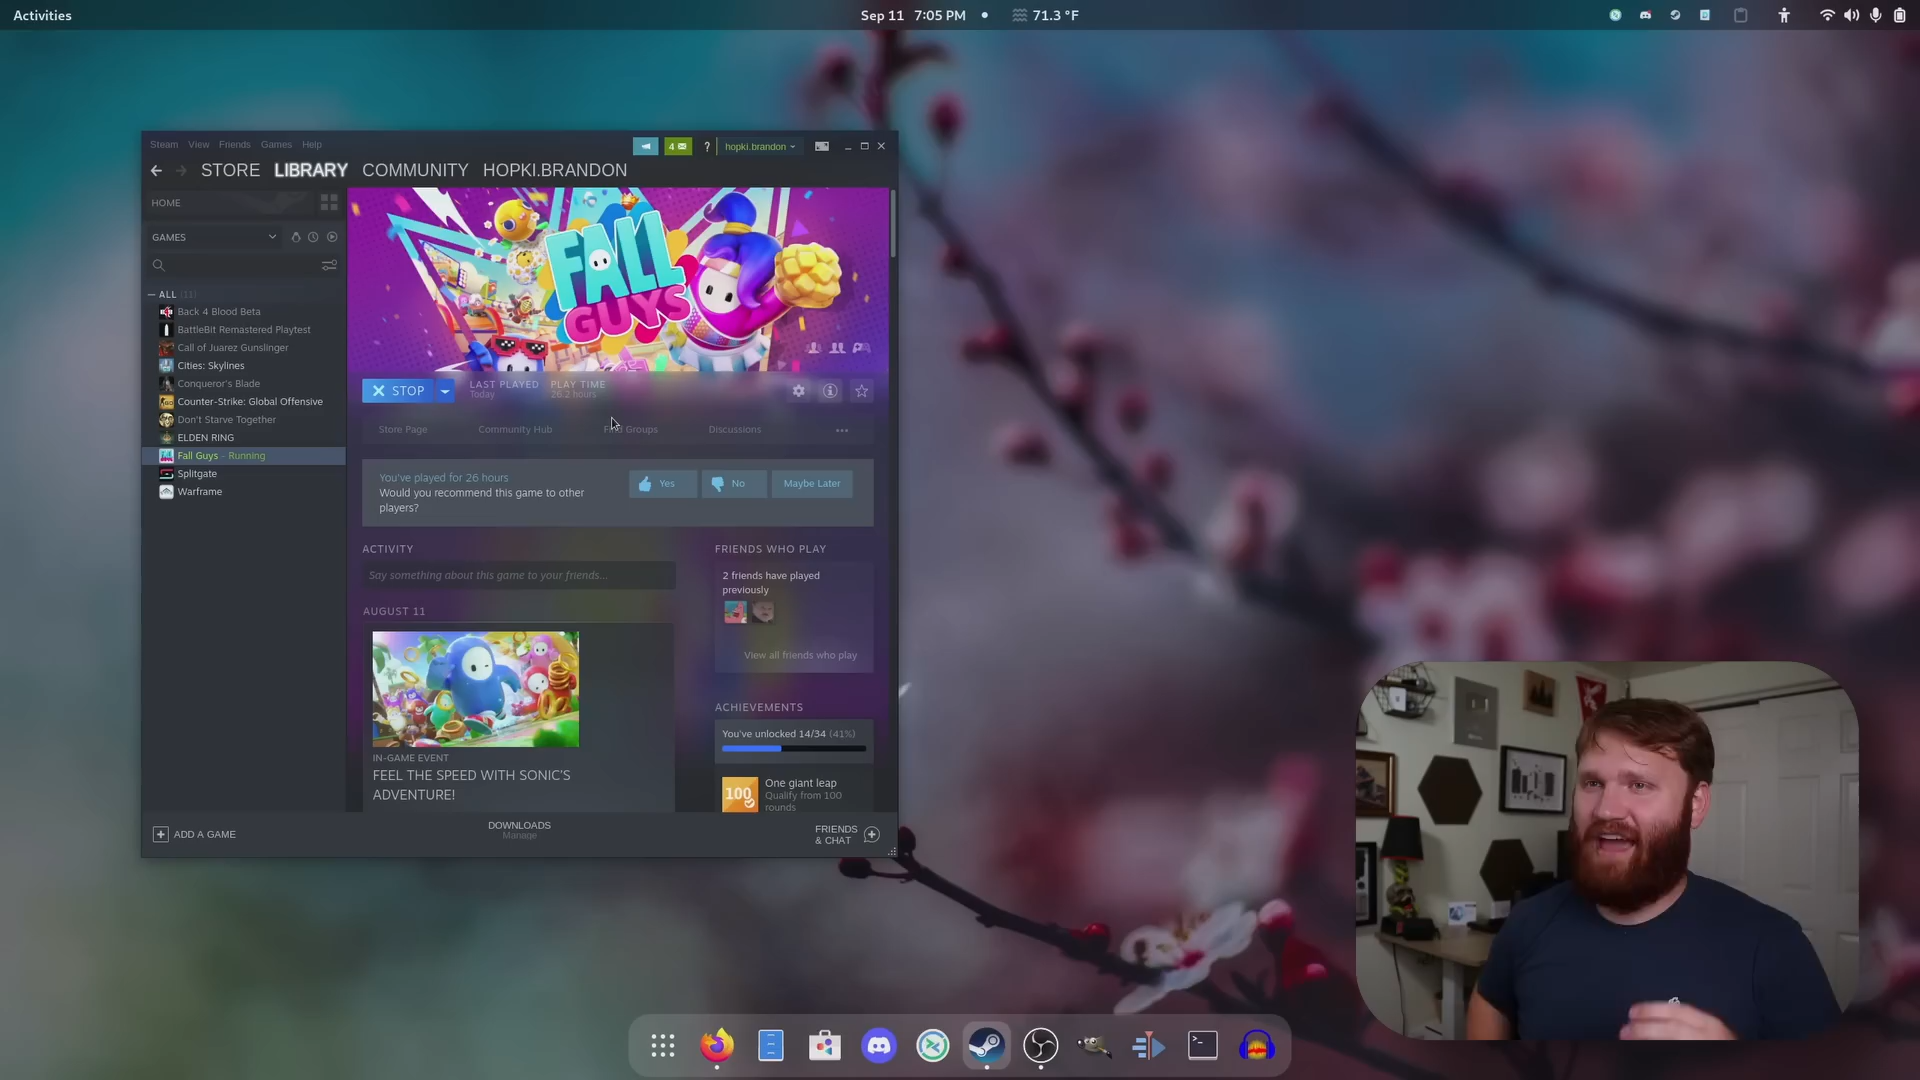 Activities
Sep 11 7:05 PM
71.3 °F
Steam View Friends Games Help
4
?
hopki.brandon
STORE LIBRARY COMMUNITY HOPKI.BRANDON
HOME
GAMES
ALL (11)
Back 4 Blood Beta
BattleBit Remastered Playtest
Call of Juarez Gunslinger
Cities: Skylines
Conqueror's Blade
Counter-Strike: Global Offensive
Don't Starve Together
ELDEN RING
Fall Guys - Running
Splitgate
Warframe
FALL
GUYS
STOP
LAST PLAYED
Today
PLAY TIME
26.2 hours
Store Page
Community Hub
Find Groups
Discussions
You've played for 26 hours
Would you recommend this game to other
players?
Yes
No
Maybe Later
ACTIVITY
Say something about this game to your friends...
AUGUST 11
IN-GAME EVENT
FEEL THE SPEED WITH SONIC'S
ADVENTURE!
FRIENDS WHO PLAY
2 friends have played
previously
View all friends who play
ACHIEVEMENTS
You've unlocked 14/34 (41%)
100
One giant leap
Qualify from 100
rounds
ADD A GAME
DOWNLOADS
Manage
FRIENDS
& CHAT